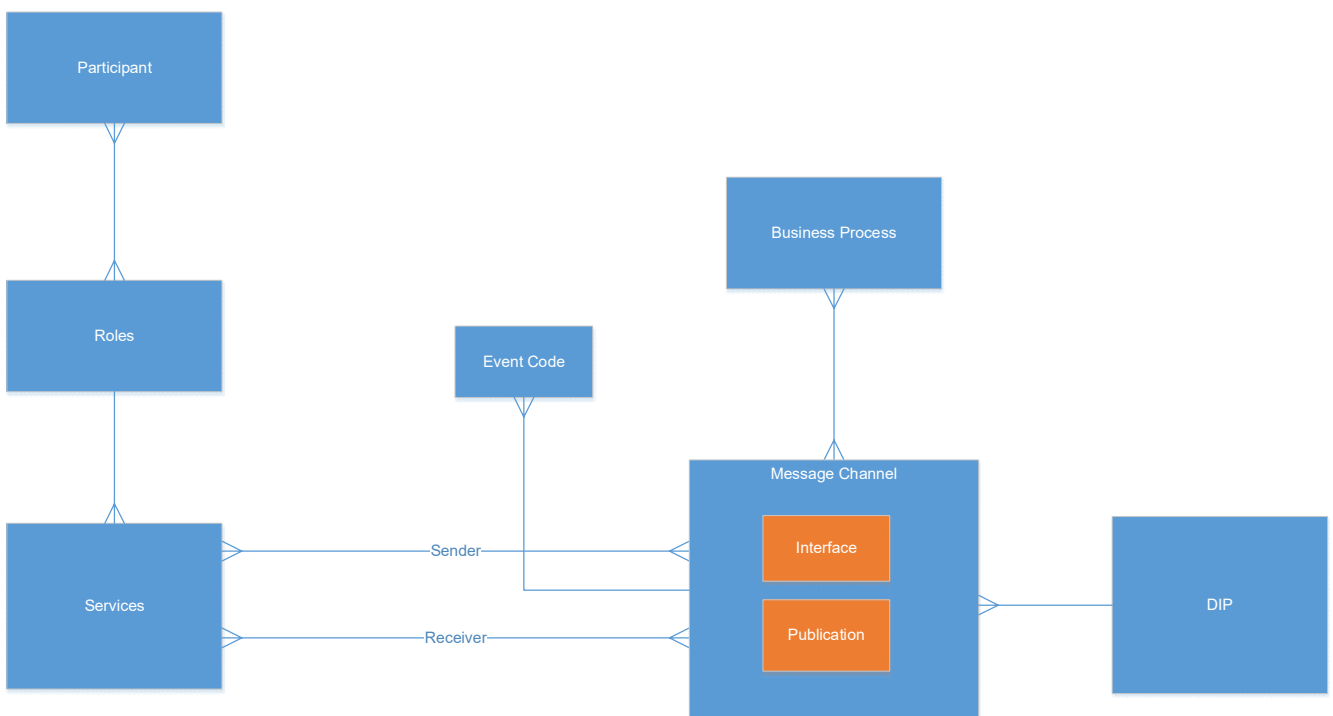 Participant
Business Process
Roles
Event Code
Message Channel
Interface
Sender
Services
DIP
Publication
Receiver